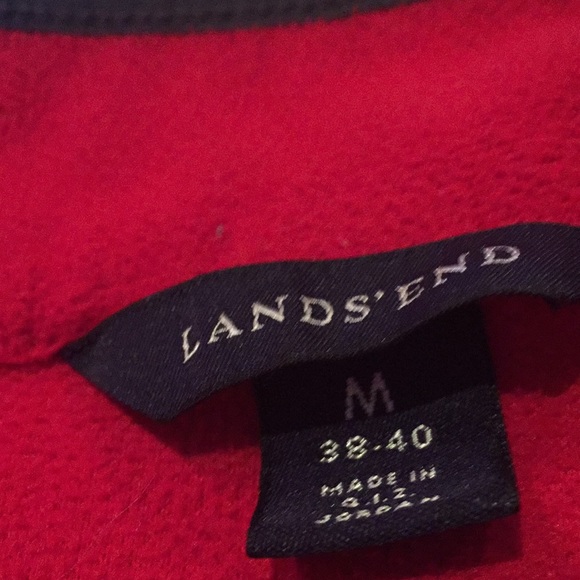 LANDS' END
M
38-40
MADE IN
Q.I.Z.
JORDAN